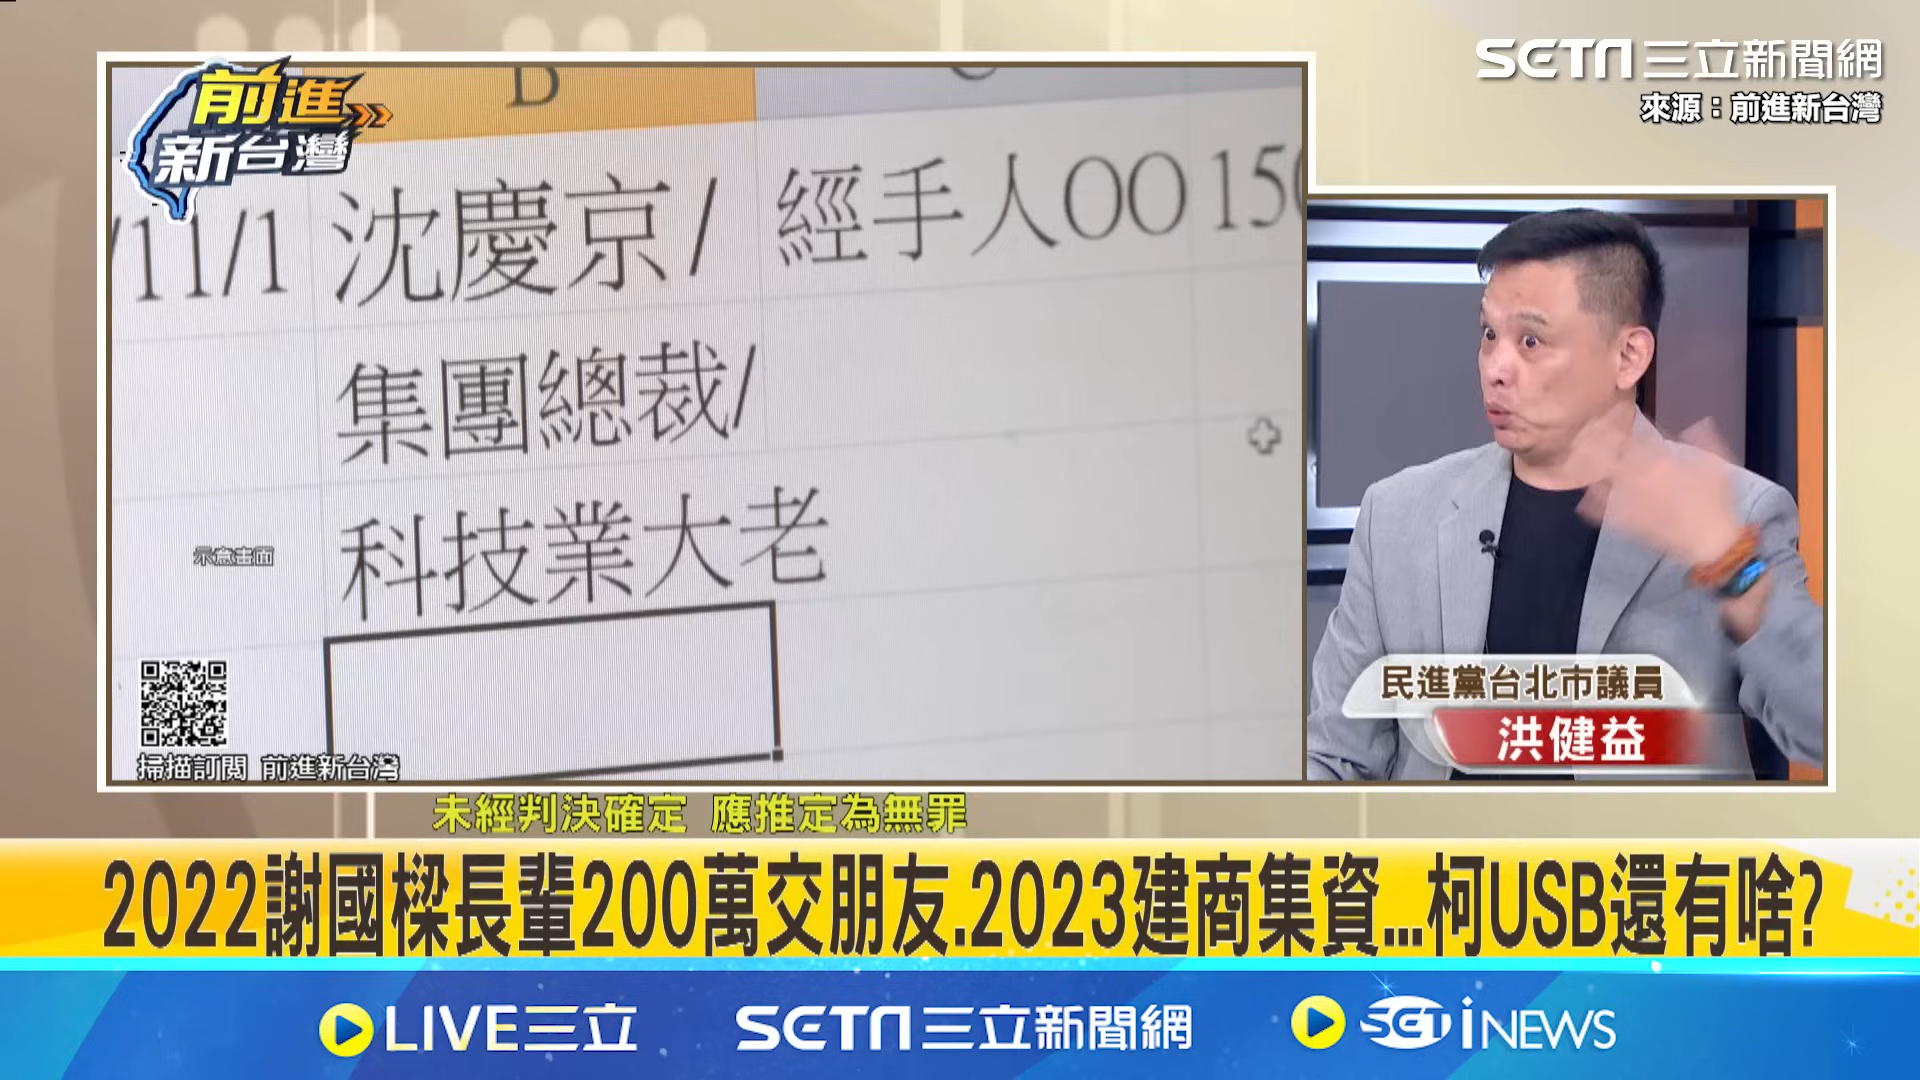 SETN三立新聞網
來源：前進新台灣
前進
新台灣
B
C
/11/1 沈慶京/ 經手人OO 150
集團總裁/
科技業大老
示意畫面
掃描訂閱 前進新台灣
民進黨台北市議員
洪健益
未經判決確定 應推定為無罪
2022謝國樑長輩200萬交朋友.2023建商集資...柯USB還有啥?
LIVE三立 SETN三立新聞網 SETiNEWS